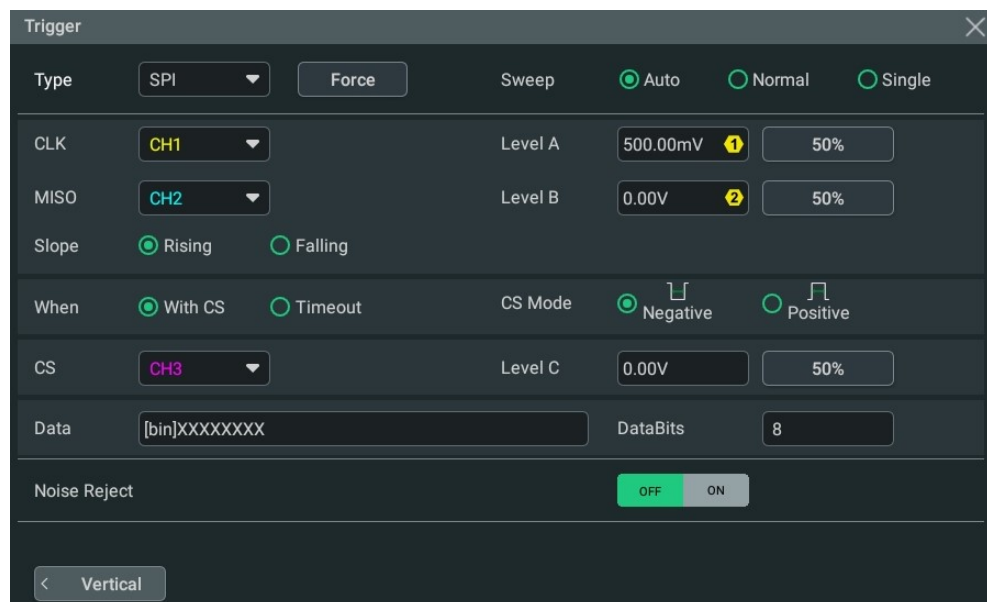 Trigger
Type SPI Force Sweep Auto Normal Single
CLK CH1 Level A 500.00mV 1 50%
MISO CH2 Level B 0.00V 2 50%
Slope Rising Falling
When With CS Timeout CS Mode Negative Positive
CS CH3 Level C 0.00V 50%
Data [bin]XXXXXXXX DataBits 8
Noise Reject OFF ON
< Vertical